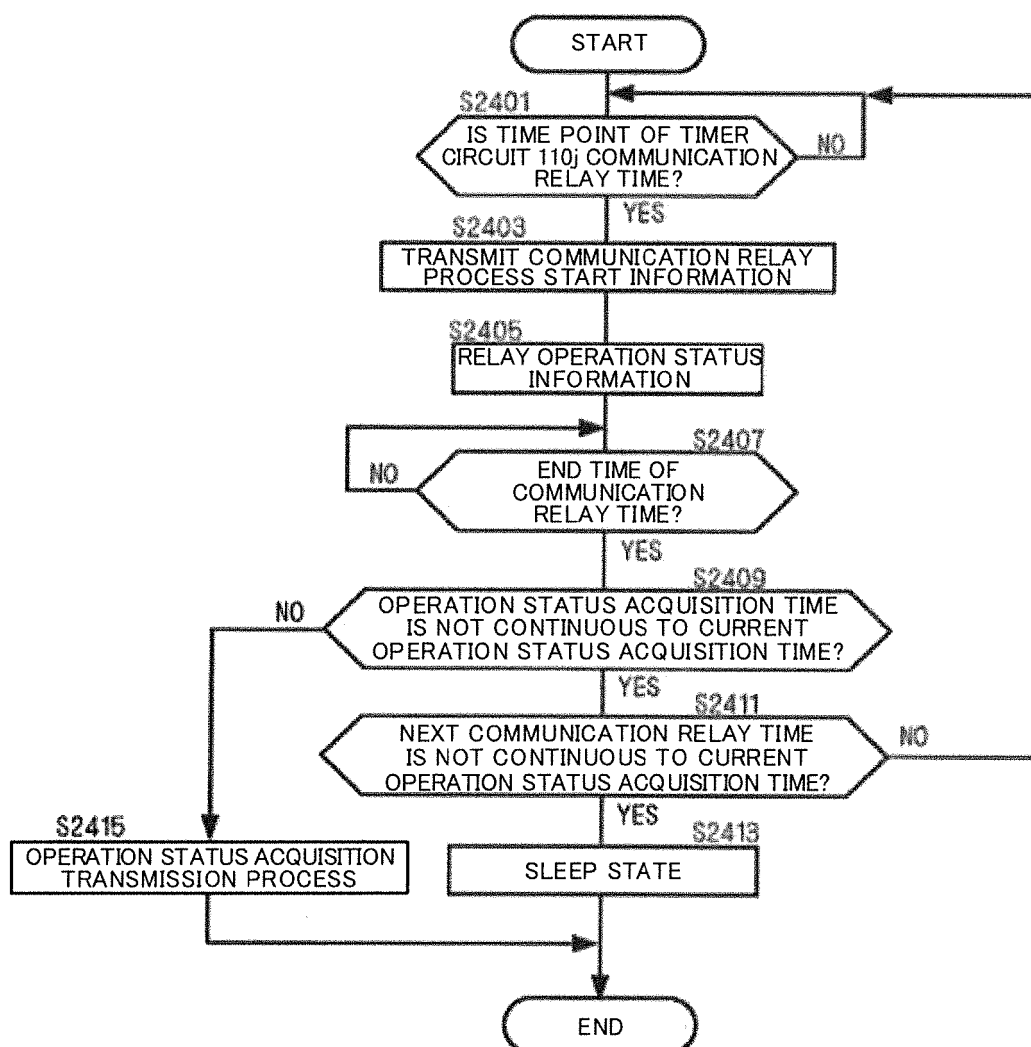 START
S2401
IS TIME POINT OF TIMER
CIRCUIT 110j COMMUNICATION
RELAY TIME?
NO
YES
S2403
TRANSMIT COMMUNICATION RELAY
PROCESS START INFORMATION
S2405
RELAY OPERATION STATUS
INFORMATION
S2407
NO
END TIME OF
COMMUNICATION
RELAY TIME?
YES
S2409
NO
OPERATION STATUS ACQUISITION TIME
IS NOT CONTINUOUS TO CURRENT
OPERATION STATUS ACQUISITION TIME?
YES
S2411
NEXT COMMUNICATION RELAY TIME
IS NOT CONTINUOUS TO CURRENT
OPERATION STATUS ACQUISITION TIME?
NO
YES
S2415
OPERATION STATUS ACQUISITION
TRANSMISSION PROCESS
S2413
SLEEP STATE
END